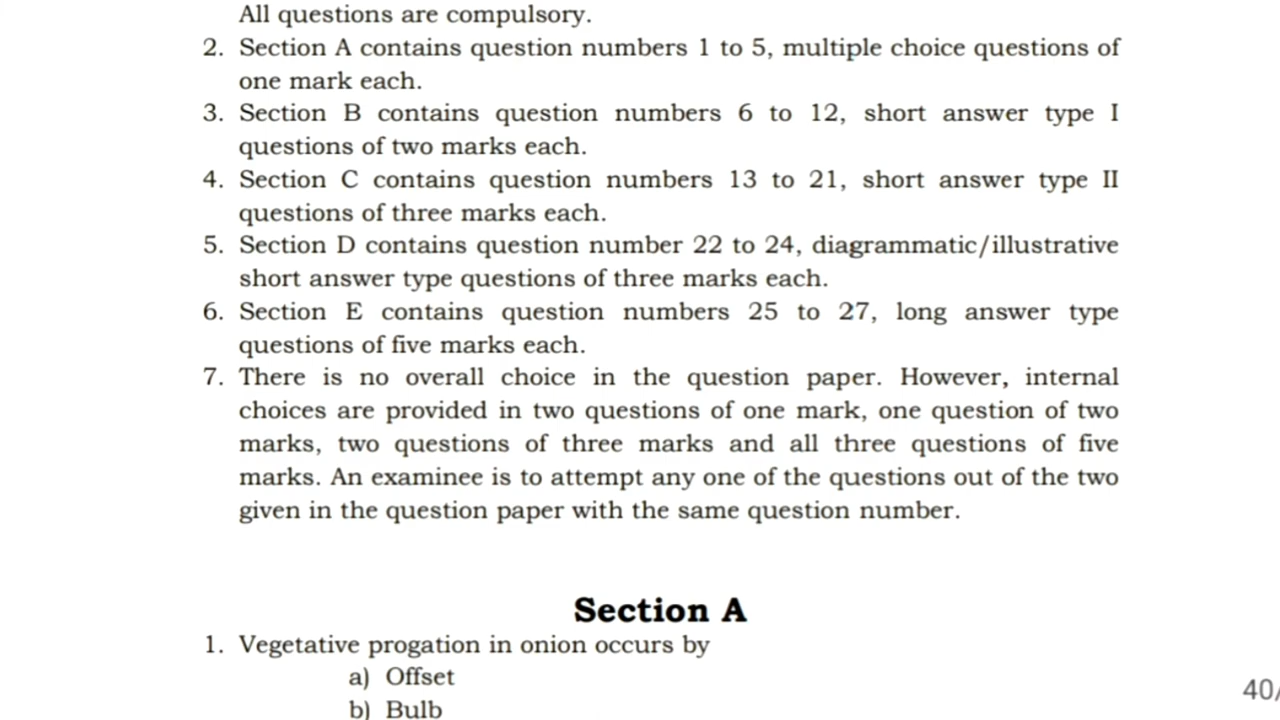 All questions are compulsory.
2. Section A contains question numbers 1 to 5, multiple choice questions of
one mark each.
3. Section B contains question numbers 6 to 12, short answer type I
questions of two marks each.
4. Section C contains question numbers 13 to 21, short answer type II
questions of three marks each.
5. Section D contains question number 22 to 24, diagrammatic/illustrative
short answer type questions of three marks each.
6. Section E contains question numbers 25 to 27, long answer type
questions of five marks each.
7. There is no overall choice in the question paper. However, internal
choices are provided in two questions of one mark, one question of two
marks, two questions of three marks and all three questions of five
marks. An examinee is to attempt any one of the questions out of the two
given in the question paper with the same question number.
Section A
1. Vegetative progation in onion occurs by
a) Offset
b) Bulb
40/